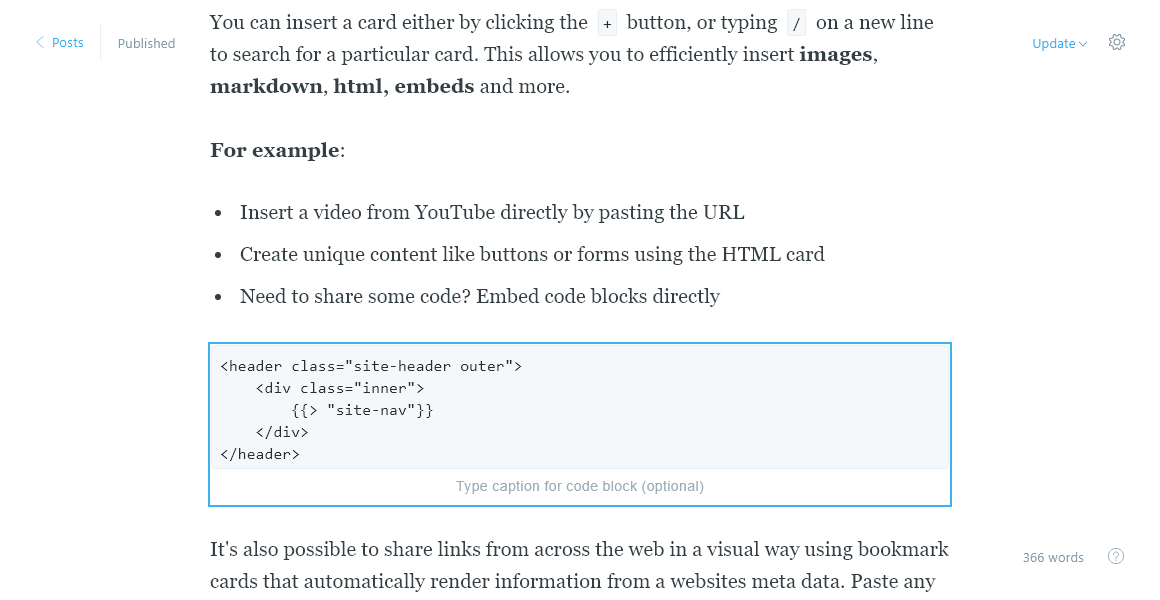 You can insert a card either by clicking the + button, or typing / on a new line
Posts
Published
Update
to search for a particular card. This allows you to efficiently insert images,
markdown, html, embeds and more.
For example:
Insert a video from YouTube directly by pasting the URL
Create unique content like buttons or forms using the HTML card
Need to share some code? Embed code blocks directly
<header class="site-header outer">
    <div class="inner">
        {{> "site-nav"}}
    </div>
</header>
Type caption for code block (optional)
It's also possible to share links from across the web in a visual way using bookmark
366 words
?
cards that automatically render information from a websites meta data. Paste any